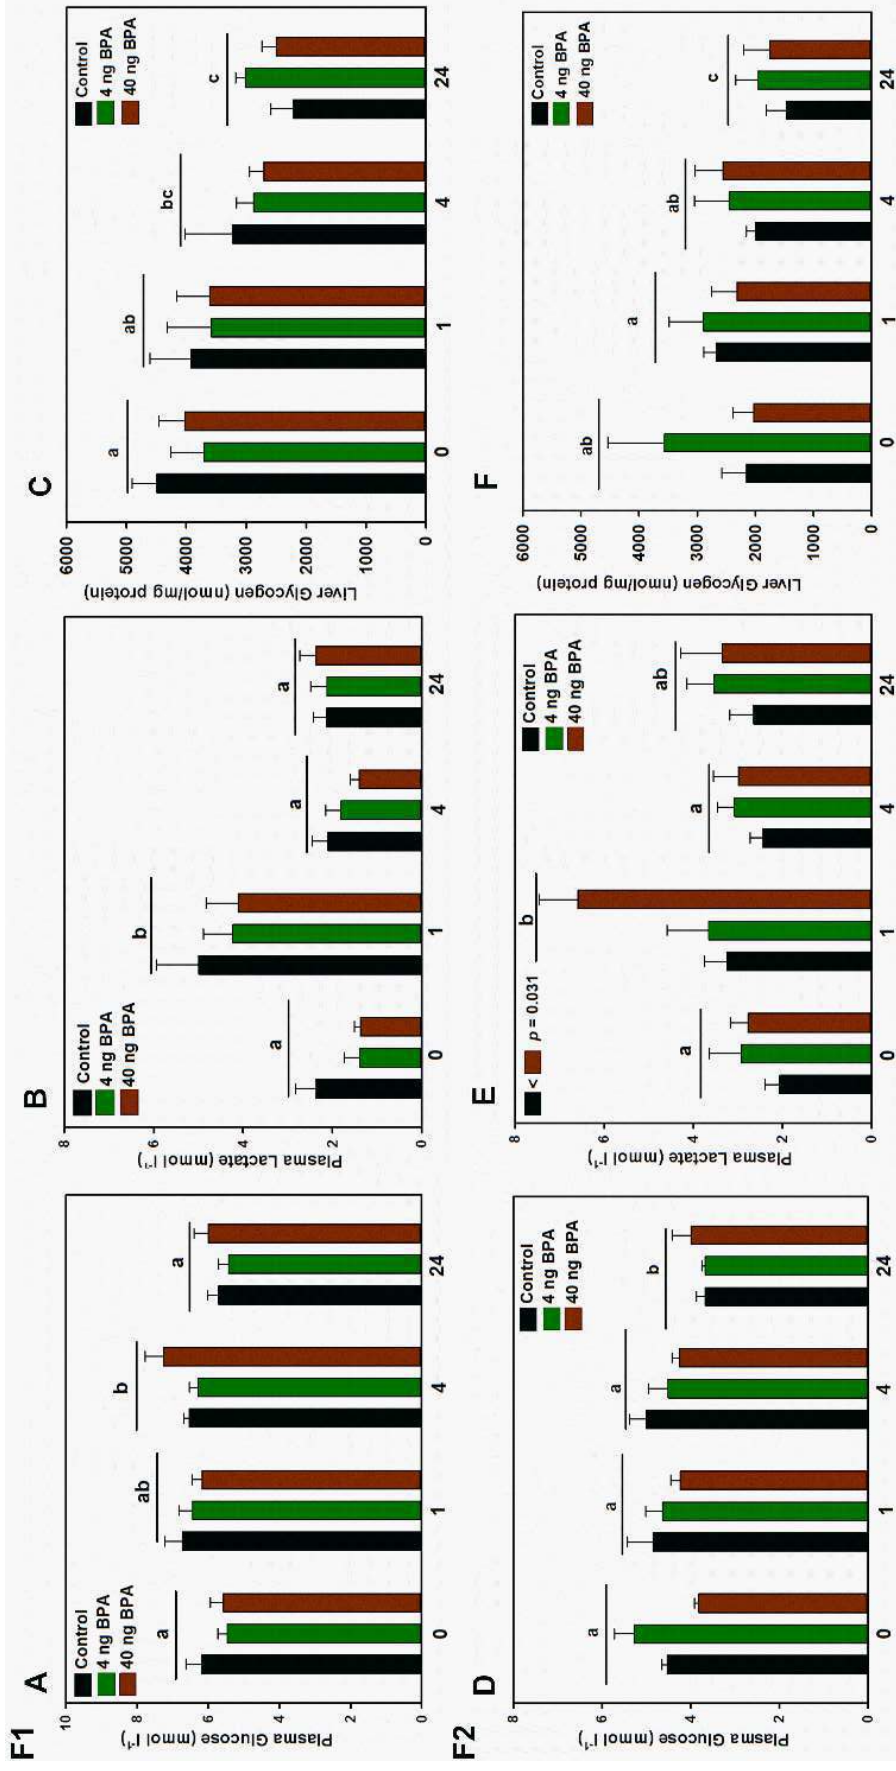 F1
A
Control
4 ng BPA
40 ng BPA
Plasma Glucose (mmol l⁻¹)
10
8
6
4
2
0
a
ab
b
a
0
1
4
24
B
Control
4 ng BPA
40 ng BPA
Plasma Lactate (mmol l⁻¹)
8
6
4
2
0
a
b
a
a
0
1
4
24
C
Control
4 ng BPA
40 ng BPA
Liver Glycogen (nmol/mg protein)
6000
5000
4000
3000
2000
1000
0
a
ab
bc
c
0
1
4
24
F2
D
Control
4 ng BPA
40 ng BPA
Plasma Glucose (mmol l⁻¹)
8
6
4
2
0
a
a
a
b
0
1
4
24
E
< p = 0.031
Control
4 ng BPA
40 ng BPA
Plasma Lactate (mmol l⁻¹)
8
6
4
2
0
a
b
a
ab
0
1
4
24
F
Control
4 ng BPA
40 ng BPA
Liver Glycogen (nmol/mg protein)
6000
5000
4000
3000
2000
1000
0
ab
a
ab
c
0
1
4
24